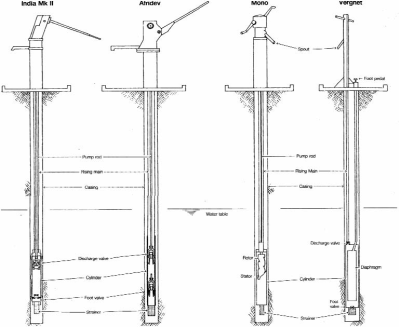 India Mk II
Afridev
Mono
vergnet
Spout
Foot pedal
Pump rod
Rising main
Casing
Pump rod
Rising Main
Casing
Water table
Discharge valve
Cylinder
Foot valve
Strainer
Rotor
Stator
Discharge valve
Diaphragm
Cylinder
Foot valve
Strainer